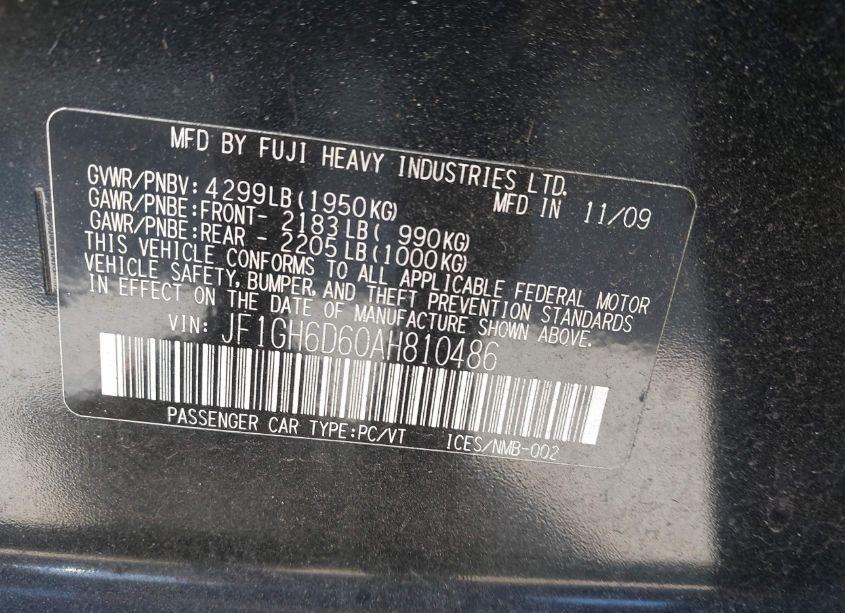 MFD BY FUJI HEAVY INDUSTRIES LTD.
GVWR/PNBV: 4299LB(1950KG) MFD IN 11/09
GAWR/PNBE:FRONT- 2183LB( 990KG)
GAWR/PNBE:REAR - 2205LB(1000KG)
THIS VEHICLE CONFORMS TO ALL APPLICABLE FEDERAL MOTOR
VEHICLE SAFETY, BUMPER, AND THEFT PREVENTION STANDARDS
IN EFFECT ON THE DATE OF MANUFACTURE SHOWN ABOVE.
VIN: JF1GH6D60AH810486
PASSENGER CAR TYPE:PC/VT ICES/NMB-002